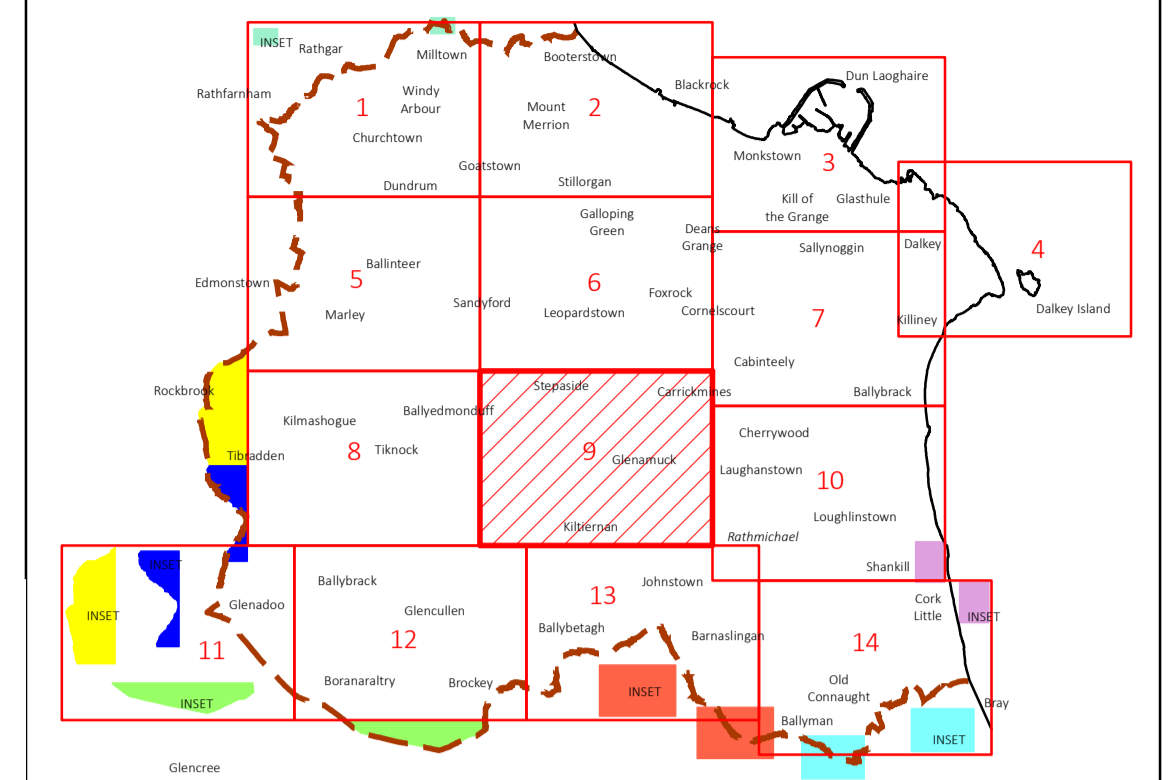 INSET
Rathgar
Milltown
Booterstown
Rathfarnham
Windy
Arbour
1
Churchtown
Dundrum
Goatstown
Mount
Merrion
2
Stillorgan
Blackrock
Dun Laoghaire
Monkstown
3
Kill of
the Grange
Glasthule
4
Dalkey
Dalkey Island
Killiney
Edmonstown
Ballinteer
5
Marley
Sandyford
Galloping
Green
6
Leopardstown
Foxrock
Deans
Grange
Cornelscourt
Sallynoggin
7
Cabinteely
Ballybrack
Rockbrook
Tibradden
Kilmashogue
Ballyedmonduff
8
Tiknock
Stepaside
Carrickmines
9
Glenamuck
Kiltiernan
Cherrywood
Laughanstown
10
Loughlinstown
Rathmichael
Shankill
INSET
INSET
Glenadoo
11
INSET
Ballybrack
Glencullen
12
Boranaraltry
Brockey
Johnstown
13
Ballybetagh
Barnaslingan
INSET
Cork
Little
INSET
14
Old
Connaught
Ballyman
Bray
INSET
Glencree